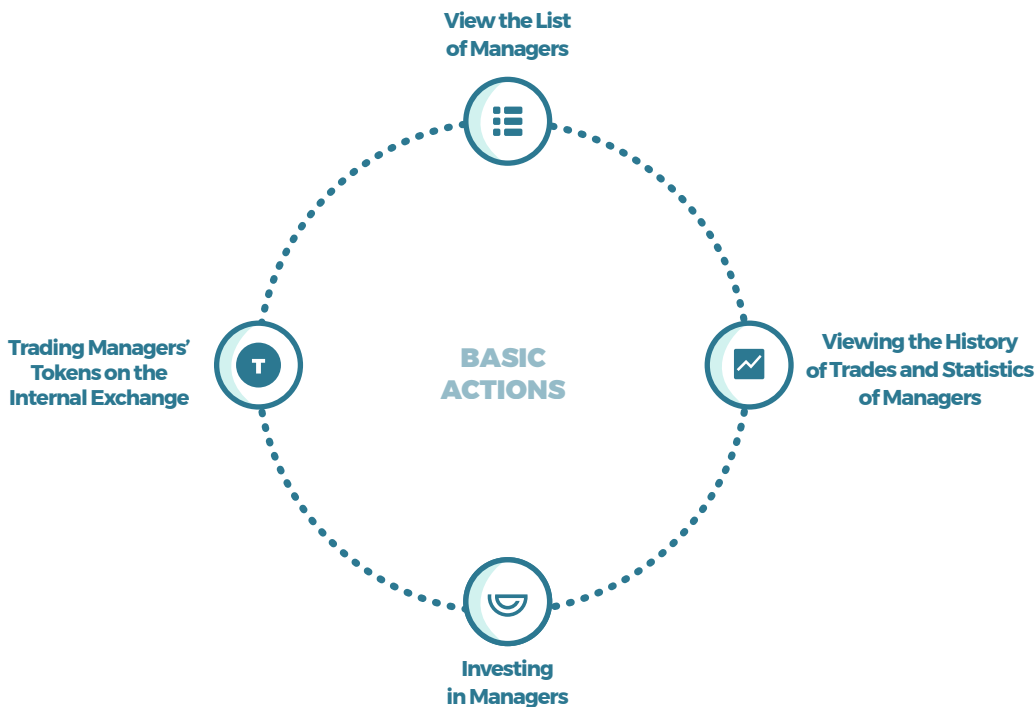 View the List
of Managers
Trading Managers’
Tokens on the
Internal Exchange
T
BASIC
ACTIONS
Viewing the History
of Trades and Statistics
of Managers
Investing
in Managers